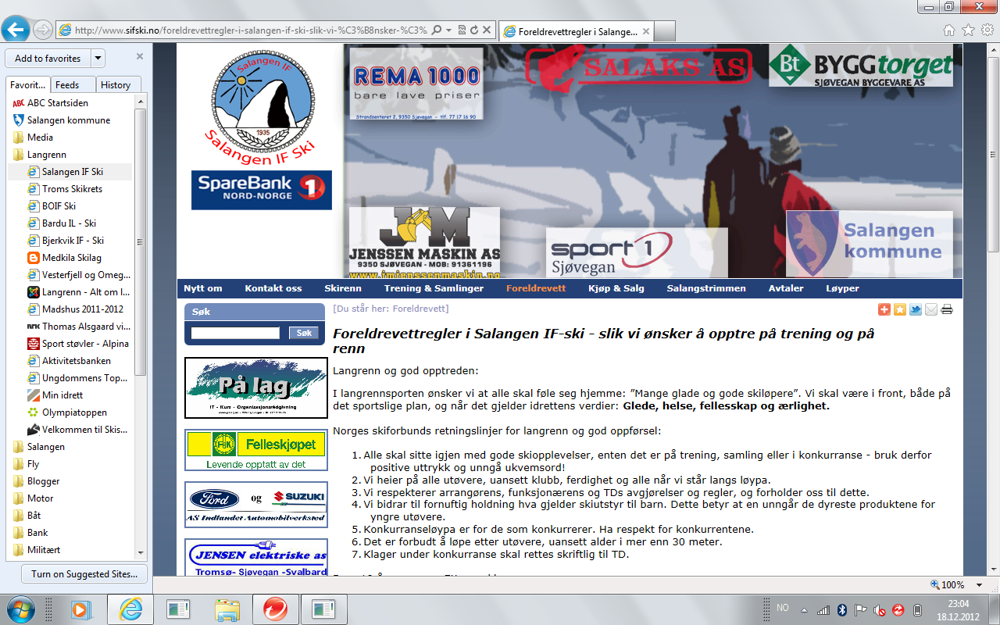 http://www.sifski.no/foreldrevettregler-i-salangen-if-ski-slik-vi-%C3%B8nsker-%C3%
Foreldrevettregler i Salange...
Add to favorites
Favorit...
Feeds
History
ABC ABC Startsiden
Salangen kommune
Media
Langrenn
Salangen IF Ski
Troms Skikrets
BOIF Ski
Bardu IL - Ski
Bjerkvik IF - Ski
Medkila Skilag
Vesterfjell og Omeg...
Langrenn - Alt om l...
Madshus 2011-2012
NRK Thomas Alsgaard vi...
Sport støvler - Alpina
Aktivitetsbanken
Ungdommens Top...
Min idrett
Olympiatoppen
Velkommen til Skis...
Salangen
Fly
Blogger
Motor
Båt
Bank
Militært
Turn on Suggested Sites...
Salangen IF
1935
Salangen IF Ski
SpareBank 1
NORD-NORGE
REMA 1000
bare lave priser
Strandsenteret 2, 9350 Sjøvegan - tlf. 77 17 16 90
SALAKS AS
Bt BYGGtorget
SJØVEGAN BYGGEVARE AS
JM
JENSSEN MASKIN AS
9350 SJØVEGAN - MOB: 91361196
www.jmjenssenmaskin.no
sport 1
Sjøvegan
Salangen
kommune
Nytt om Kontakt oss Skirenn Trening & Samlinger Foreldrevett Kjøp & Salg Salangstrimmen Avtaler Løyper
Søk
Søk
På lag
IT - Kurs - Organisasjonsrådgivning
FK Felleskjøpet
Levende opptatt av det
Ford og SUZUKI
AS Indlandet Automobilverksted
JENSEN elektriske as
Tromsø- Sjøvegan -Svalbard
[Du står her: Foreldrevett]
Foreldrevettregler i Salangen IF-ski - slik vi ønsker å opptre på trening og på
renn
Langrenn og god opptreden:
I langrennsporten ønsker vi at alle skal føle seg hjemme: ”Mange glade og gode skiløpere”. Vi skal være i front, både på
det sportslige plan, og når det gjelder idrettens verdier: Glede, helse, fellesskap og ærlighet.
Norges skiforbunds retningslinjer for langrenn og god oppførsel:
1. Alle skal sitte igjen med gode skiopplevelser, enten det er på trening, samling eller i konkurranse - bruk derfor
positive uttrykk og unngå ukvemsord!
2. Vi heier på alle utøvere, uansett klubb, ferdighet og alle når vi står langs løypa.
3. Vi respekterer arrangørens, funksjonærens og TDs avgjørelser og regler, og forholder oss til dette.
4. Vi bidrar til fornuftig holdning hva gjelder skiutstyr til barn. Dette betyr at en unngår de dyreste produktene for
yngre utøvere.
5. Konkurranseløypa er for de som konkurrerer. Ha respekt for konkurrentene.
6. Det er forbudt å løpe etter utøvere, uansett alder i mer enn 30 meter.
7. Klager under konkurranse skal rettes skriftlig til TD.
100%
NO
23:04
18.12.2012